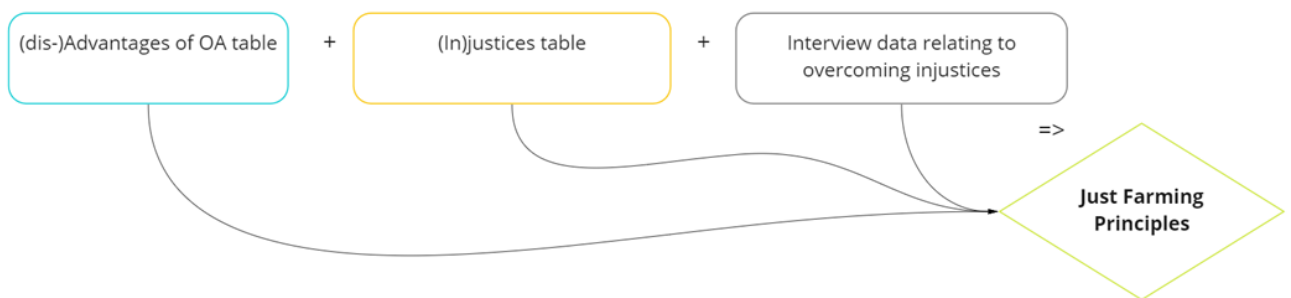 (dis-)Advantages of OA table
+
(In)justices table
+
Interview data relating to
overcoming injustices
=>
Just Farming
Principles